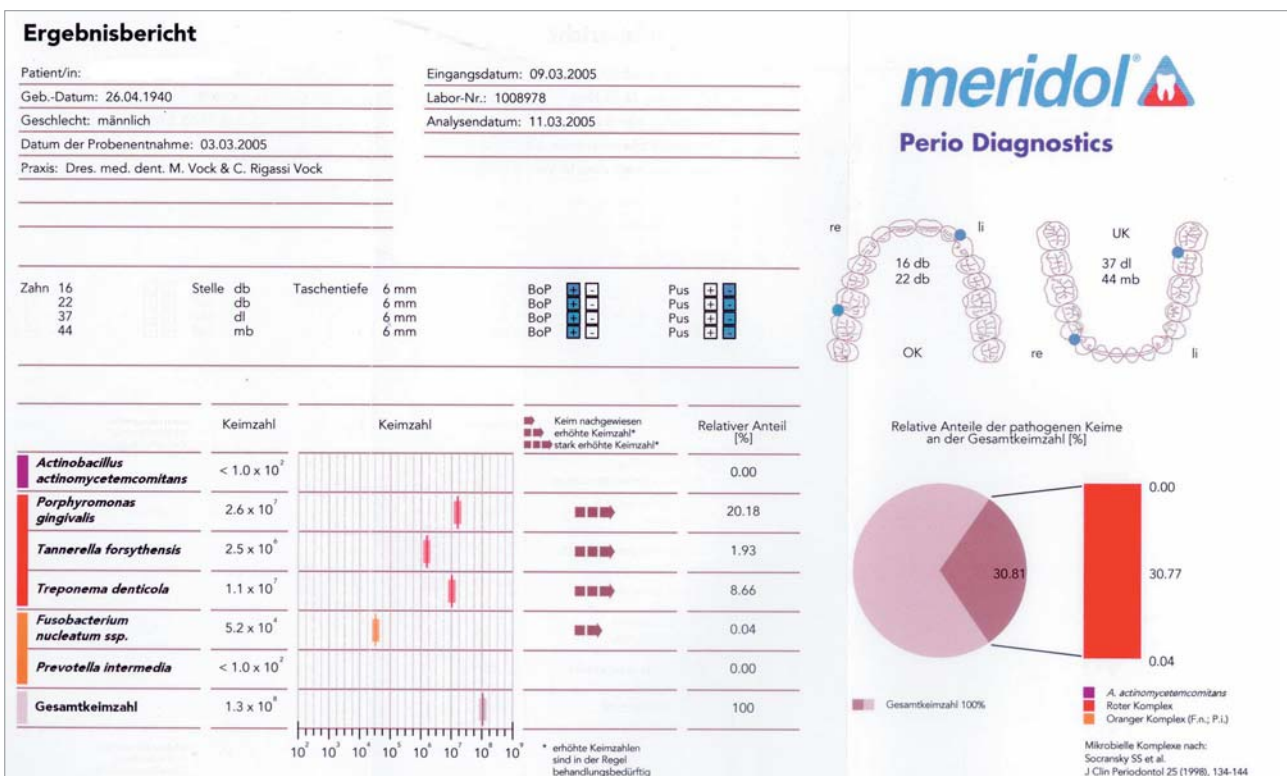 Ergebnisbericht
Patient/in:
Geb.-Datum: 26.04.1940
Geschlecht: männlich
Datum der Probenentnahme: 03.03.2005
Praxis: Dres. med. dent. M. Vock & C. Rigassi Vock
Eingangsdatum: 09.03.2005
Labor-Nr.: 1008978
Analysendatum: 11.03.2005
meridol®
Perio Diagnostics
Zahn 16 Stelle db Taschentiefe 6 mm BoP + - Pus + -
22 db 6 mm BoP + - Pus + -
37 dl 6 mm BoP + - Pus + -
44 mb 6 mm BoP + - Pus + -
re li
16 db
22 db
OK
UK
37 dl
44 mb
re li
Keimzahl Keimzahl Keim nachgewiesen
erhöhte Keimzahl*
stark erhöhte Keimzahl*
Relativer Anteil
[%]
Actinobacillus
actinomycetemcomitans < 1.0 x 10² 0.00
Porphyromonas
gingivalis 2.6 x 10⁷ 20.18
Tannerella forsythensis 2.5 x 10⁶ 1.93
Treponema denticola 1.1 x 10⁷ 8.66
Fusobacterium
nucleatum ssp. 5.2 x 10⁴ 0.04
Prevotella intermedia < 1.0 x 10² 0.00
Gesamtkeimzahl 1.3 x 10⁸ 100
10² 10³ 10⁴ 10⁵ 10⁶ 10⁷ 10⁸ 10⁹
* erhöhte Keimzahlen
sind in der Regel
behandlungsbedürftig
Relative Anteile der pathogenen Keime
an der Gesamtkeimzahl [%]
0.00
30.81
30.77
0.04
Gesamtkeimzahl 100%
A. actinomycetemcomitans
Roter Komplex
Oranger Komplex (F.n.; P.i.)
Mikrobielle Komplexe nach:
Socransky SS et al.
J Clin Periodontol 25 (1998), 134-144